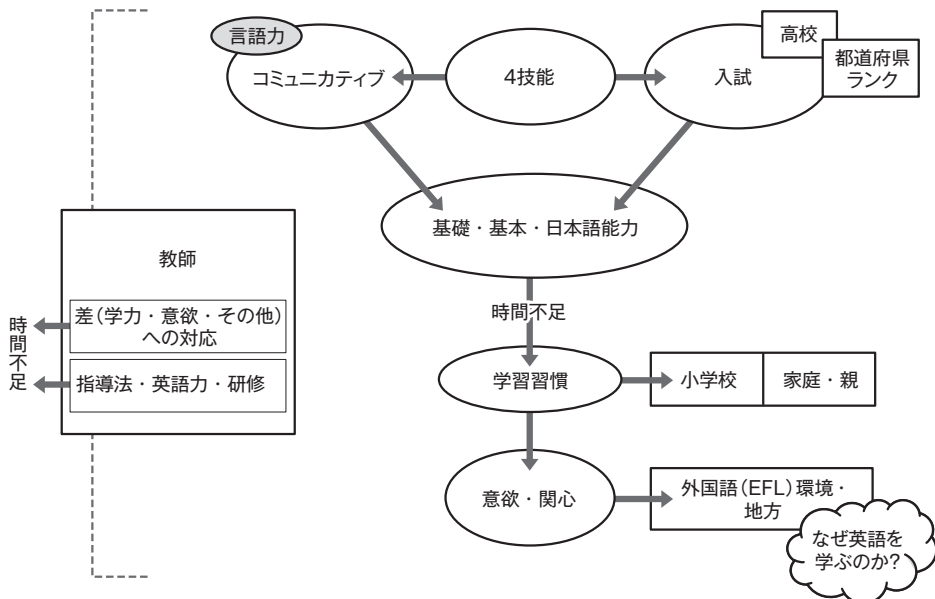 言語力
コミュニカティブ
4技能
入試
高校
都道府県
ランク
基礎・基本・日本語能力
時間不足
学習習慣
小学校
家庭・親
意欲・関心
外国語(EFL)環境・
地方
なぜ英語を
学ぶのか?
教師
差(学力・意欲・その他)
への対応
指導法・英語力・研修
時間不足